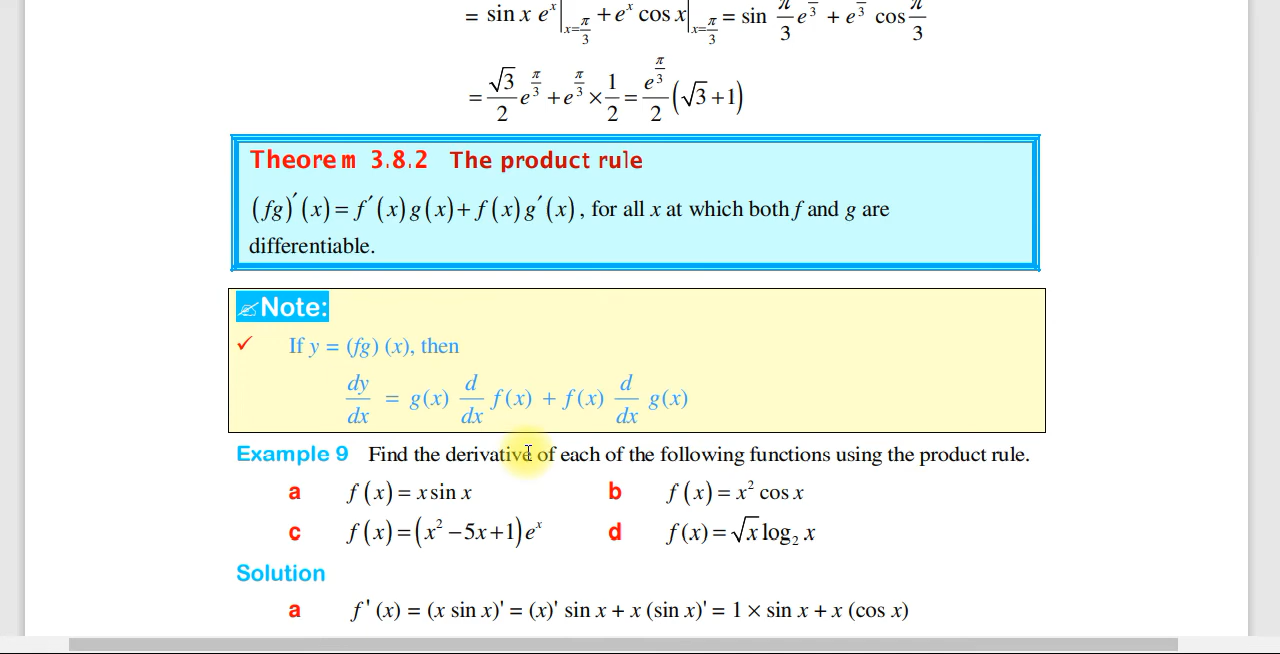 = sin x eˣ|ₓ₌π/3 + eˣ cos x|ₓ₌π/3 = sin π/3 e^(π/3) + e^(π/3) cos π/3
= √3/2 e^(π/3) + e^(π/3) × 1/2 = e^(π/3)/2 (√3 + 1)
Theorem 3.8.2 The product rule
(fg)′(x) = f′(x)g(x) + f(x)g′(x), for all x at which both f and g are
differentiable.
Note:
✓ If y = (fg) (x), then
dy/dx = g(x) d/dx f(x) + f(x) d/dx g(x)
Example 9 Find the derivative of each of the following functions using the product rule.
a f(x) = x sin x b f(x) = x² cos x
c f(x) = (x² − 5x + 1)eˣ d f(x) = √x log₂ x
Solution
a f'(x) = (x sin x)' = (x)' sin x + x (sin x)' = 1 × sin x + x (cos x)